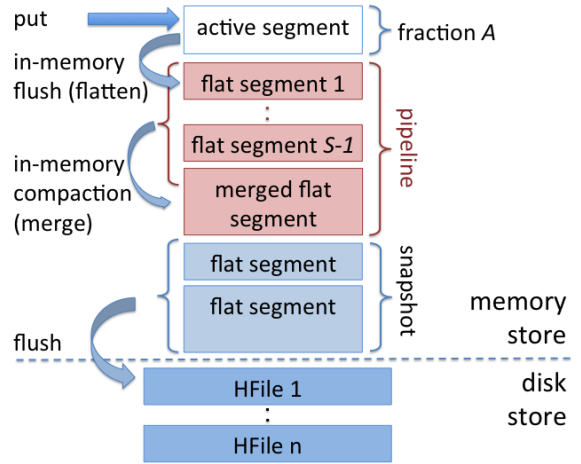 put
active segment
fraction A
in-memory
flush (flatten)
flat segment 1
⋮
flat segment S-1
pipeline
in-memory
compaction
(merge)
merged flat
segment
flat segment
flat segment
snapshot
memory
store
flush
disk
store
HFile 1
⋮
HFile n